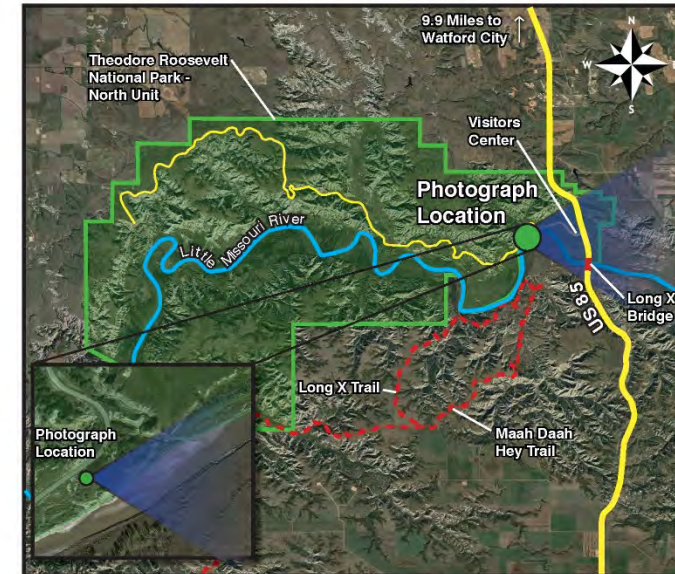 9.9 Miles to
Watford City
N
W
E
S
Theodore Roosevelt
National Park -
North Unit
Visitors
Center
Photograph
Location
Little Missouri River
US 85
Long X
Bridge
Long X Trail
Maah Daah
Hey Trail
Photograph
Location